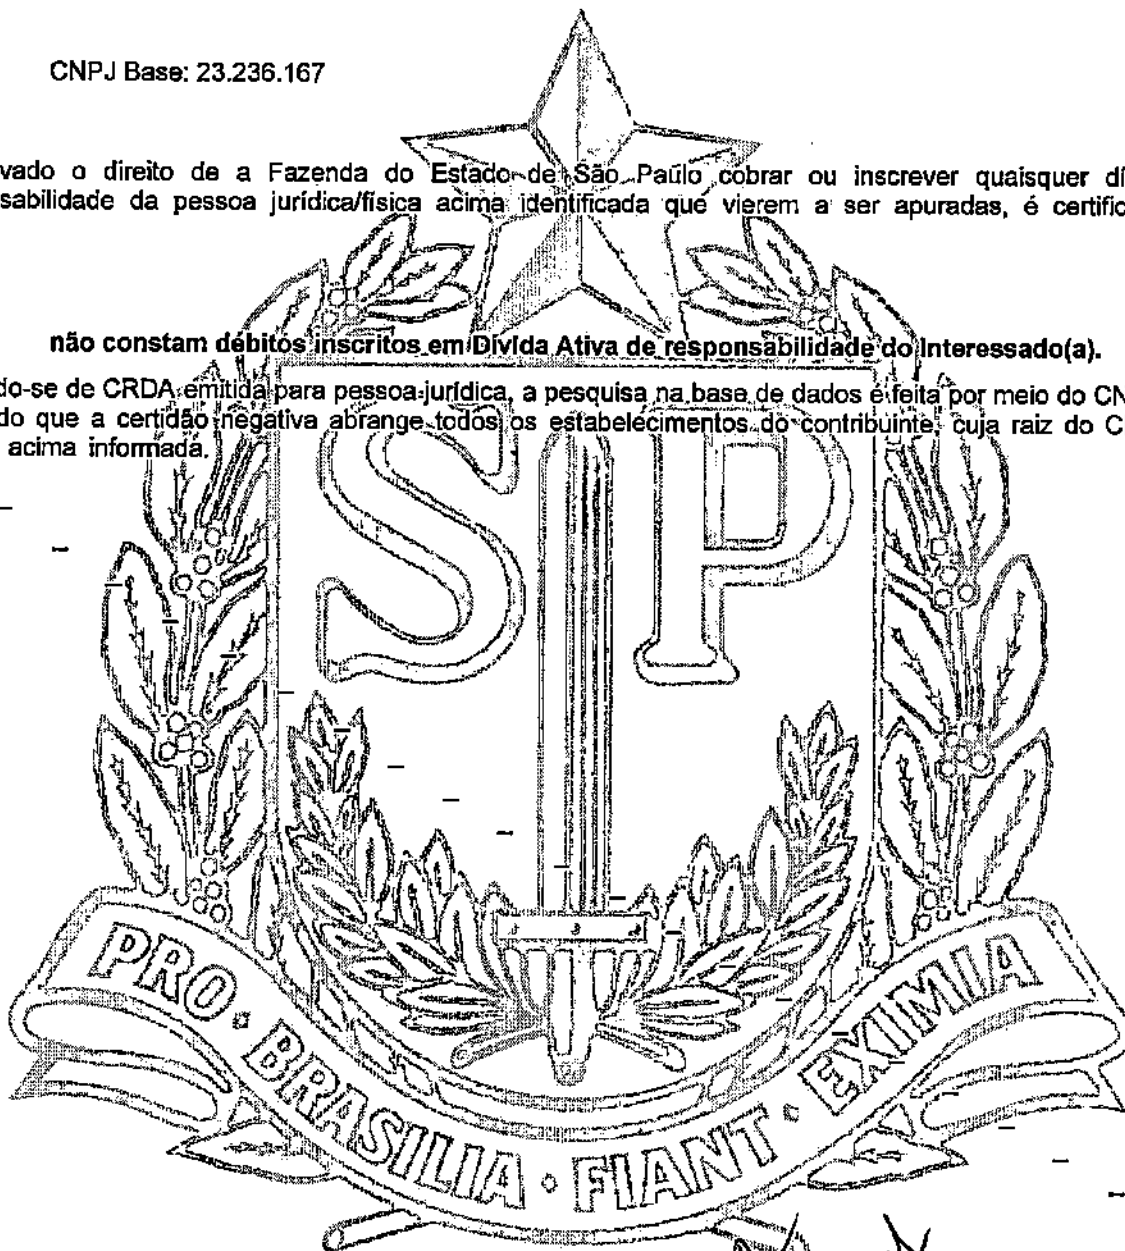 CNPJ Base: 23.236.167
vado o direito de a Fazenda do Estado de São Paulo cobrar ou inscrever quaisquer dí
sabilidade da pessoa jurídica/física acima identificada que vierem a ser apuradas, é certific
não constam débitos inscritos em Dívida Ativa de responsabilidade do Interessado(a).
do-se de CRDA emitida para pessoa jurídica, a pesquisa na base de dados é feita por meio do CN
do que a certidão negativa abrange todos os estabelecimentos do contribuinte, cuja raiz do C
acima informada.
SP
PRO · BRASILIA · FIANT · EXIMIA